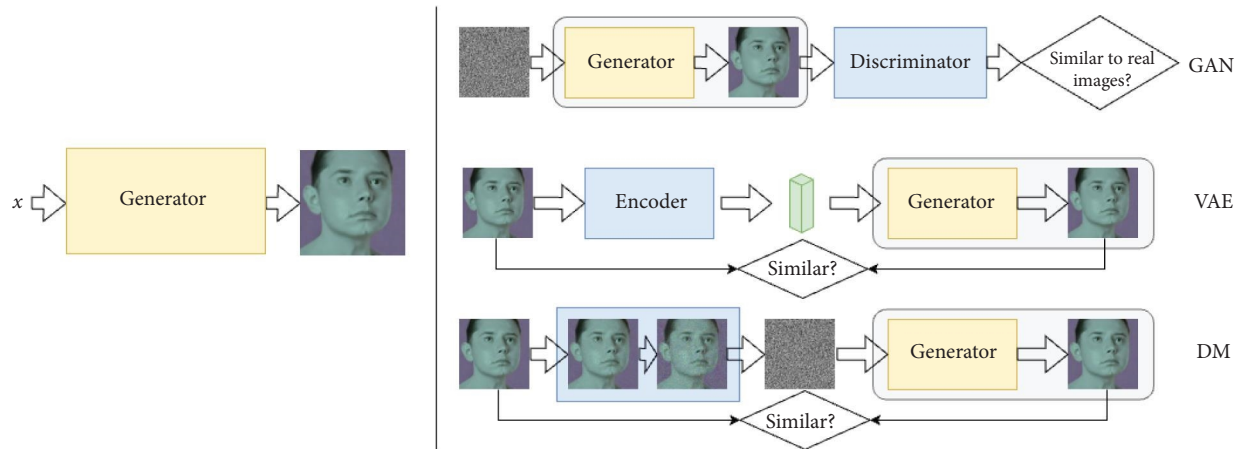 x
Generator
Generator
Discriminator
Similar to real
images?
GAN
Encoder
Generator
VAE
Similar?
Generator
DM
Similar?